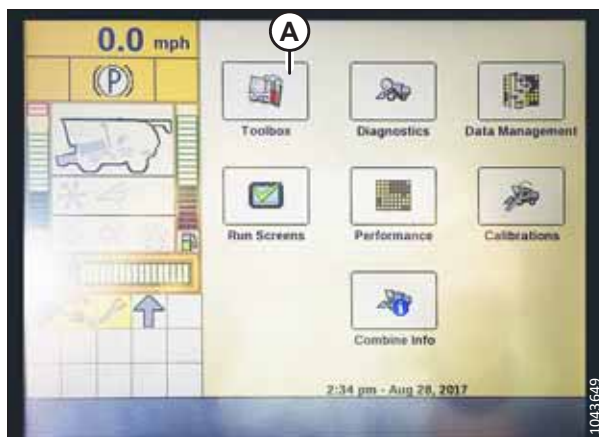 0.0 mph
A
(P)
Toolbox
Diagnostics
Data Management
Run Screens
Performance
Calibrations
Combine Info
2:34 pm - Aug 28, 2017
1043649